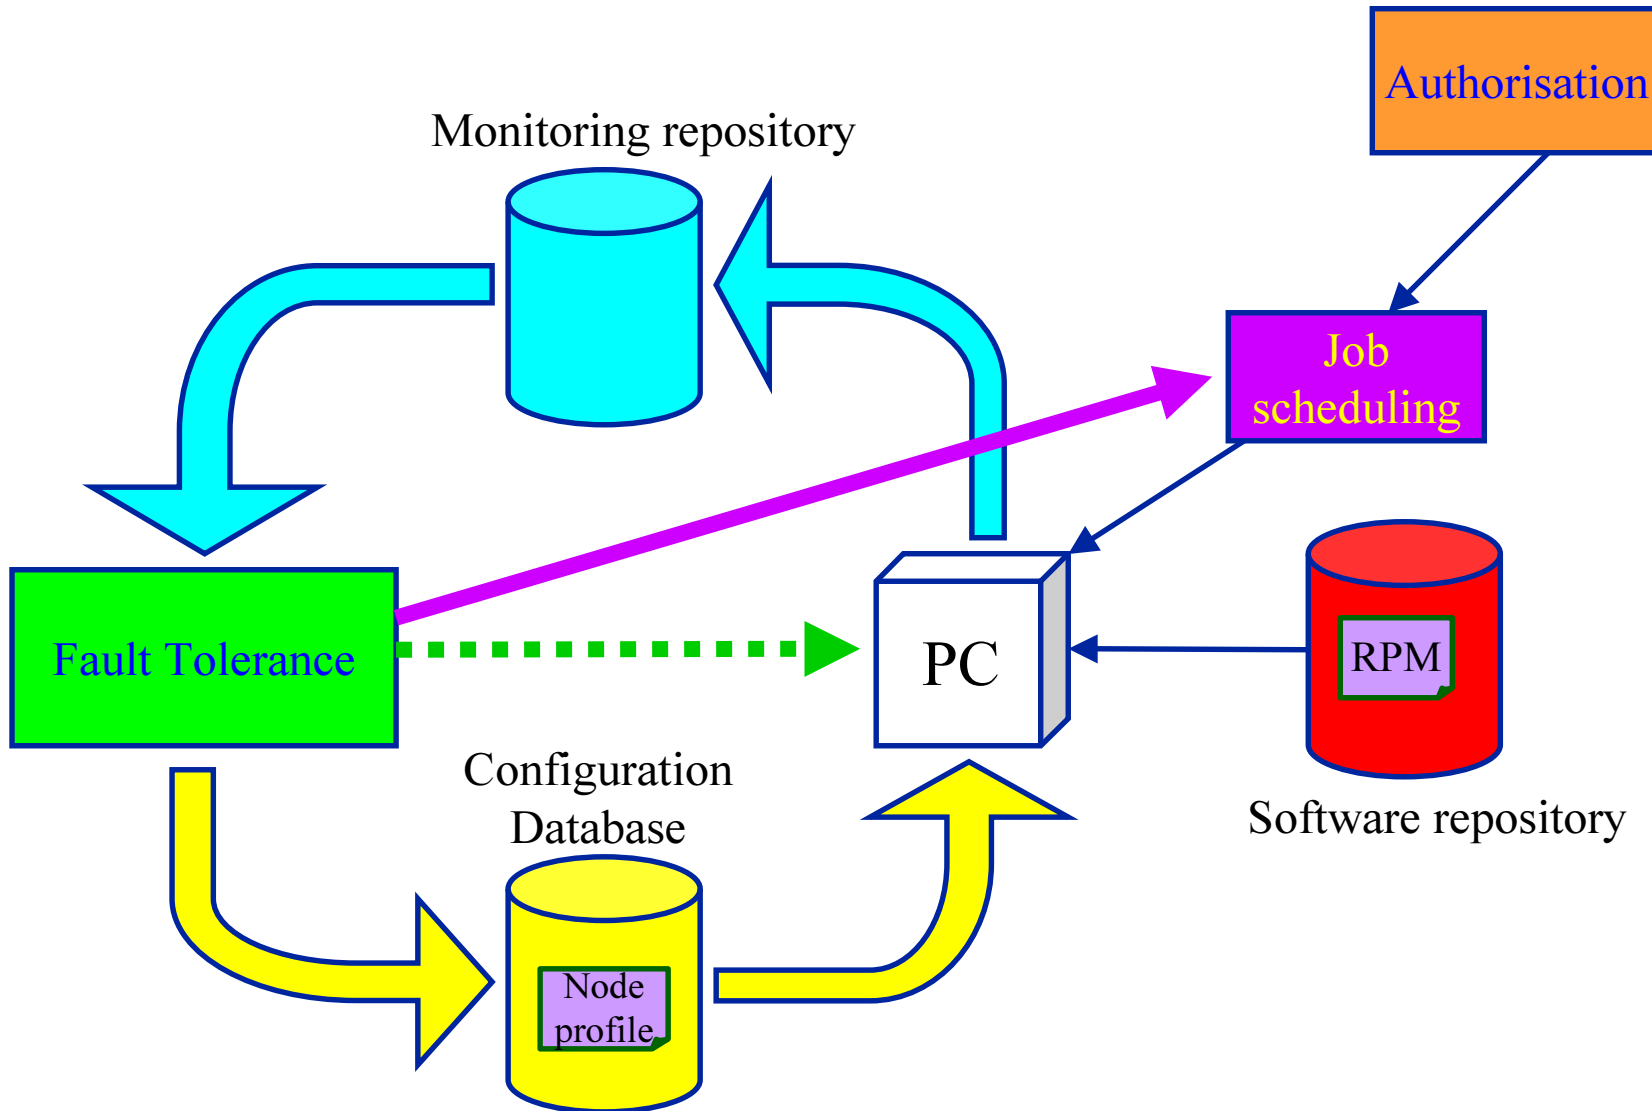 Authorisation
Monitoring repository
Job
scheduling
Fault Tolerance
PC
RPM
Configuration
Database
Software repository
Node
profile